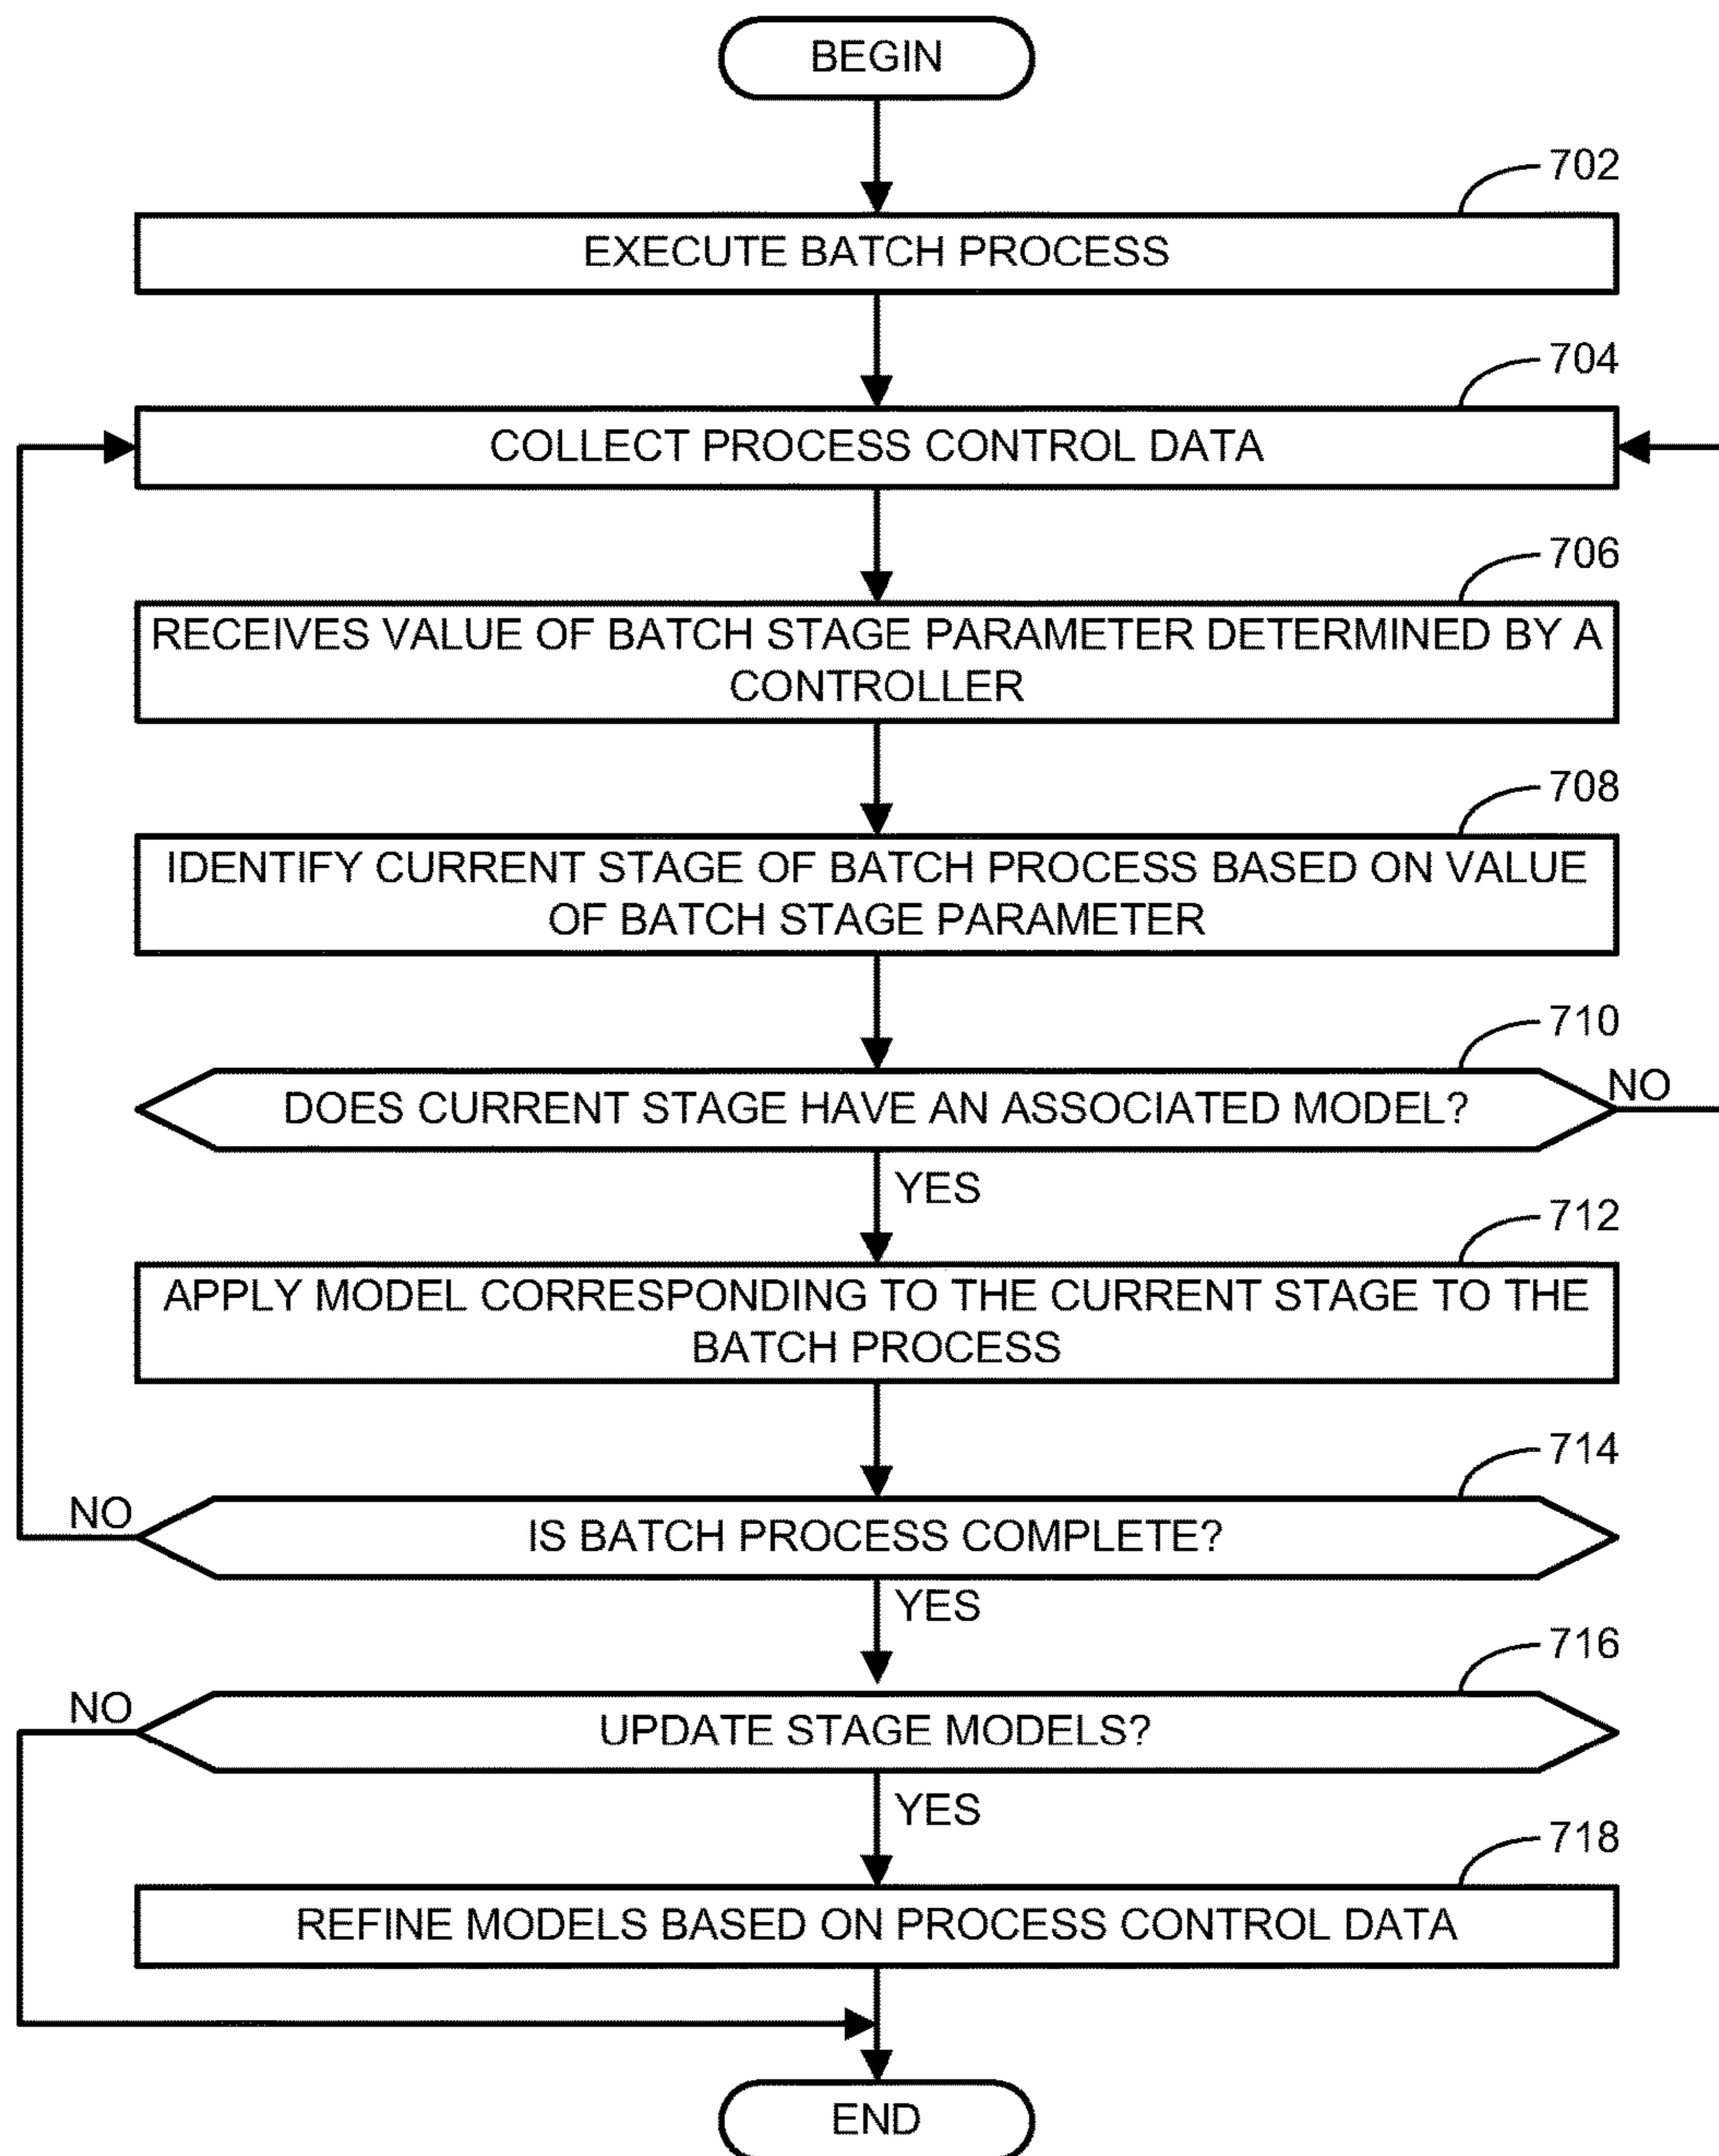 BEGIN
702
EXECUTE BATCH PROCESS
704
COLLECT PROCESS CONTROL DATA
706
RECEIVES VALUE OF BATCH STAGE PARAMETER DETERMINED BY A
CONTROLLER
708
IDENTIFY CURRENT STAGE OF BATCH PROCESS BASED ON VALUE
OF BATCH STAGE PARAMETER
710
DOES CURRENT STAGE HAVE AN ASSOCIATED MODEL?
NO
YES
712
APPLY MODEL CORRESPONDING TO THE CURRENT STAGE TO THE
BATCH PROCESS
714
NO
IS BATCH PROCESS COMPLETE?
YES
716
NO
UPDATE STAGE MODELS?
YES
718
REFINE MODELS BASED ON PROCESS CONTROL DATA
END